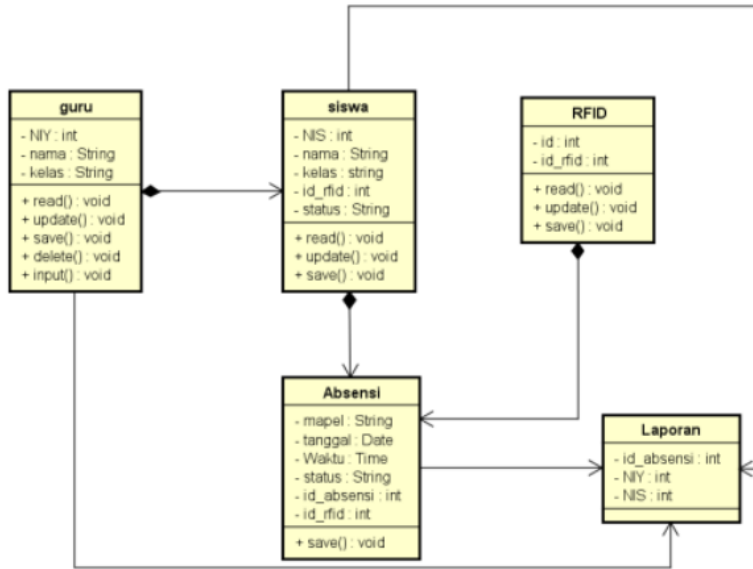 guru
- NIY : int
- nama : String
- kelas : String
+ read() : void
+ update() : void
+ save() : void
+ delete() : void
+ input() : void
siswa
- NIS : int
- nama : String
- kelas : string
- id_rfid : int
- status : String
+ read() : void
+ update() : void
+ save() : void
RFID
- id : int
- id_rfid : int
+ read() : void
+ update() : void
+ save() : void
Absensi
- mapel : String
- tanggal : Date
- Waktu : Time
- status : String
- id_absensi : int
- id_rfid : int
+ save() : void
Laporan
- id_absensi : int
- NIY : int
- NIS : int